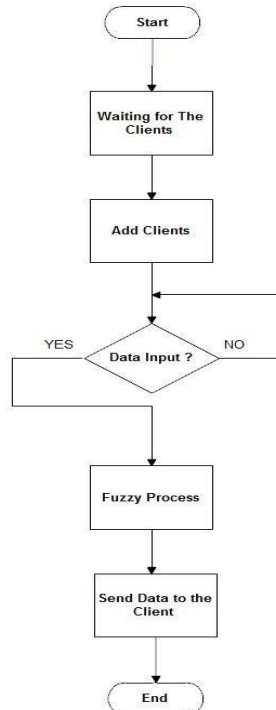 Start
Waiting for The
Clients
Add Clients
YES
Data Input ?
NO
Fuzzy Process
Send Data to the
Client
End